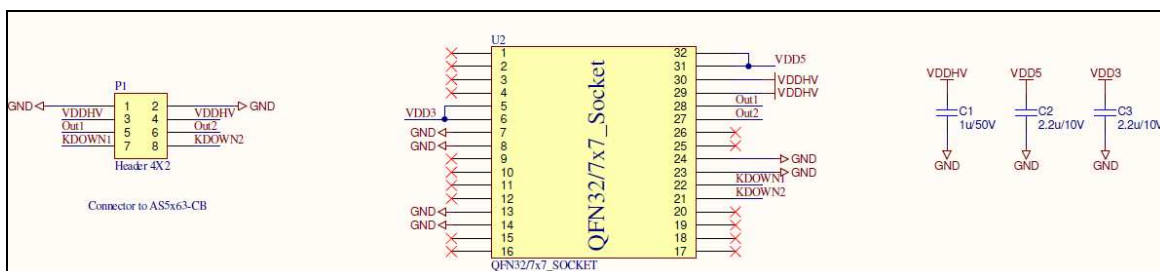 P1
GND 1 2 GND
VDDHV 3 4 VDDHV
Out1 5 6 Out2
KDOWN1 7 8 KDOWN2
Header 4X2
Connector to AS5x63-CB
U2
1 32
2 31 VDD5
3 30 VDDHV
4 29 VDDHV
5 28 Out1
VDD3 6 27 Out2
GND 7 26
GND 8 25
9 24 GND
10 23 GND
11 22 KDOWN1
12 21 KDOWN2
GND 13 20
GND 14 19
15 18
16 17
QFN32/7x7_Socket
QFN32/7x7_SOCKET
VDDHV VDD5 VDD3
C1 C2 C3
1u/50V 2.2u/10V 2.2u/10V
GND GND GND